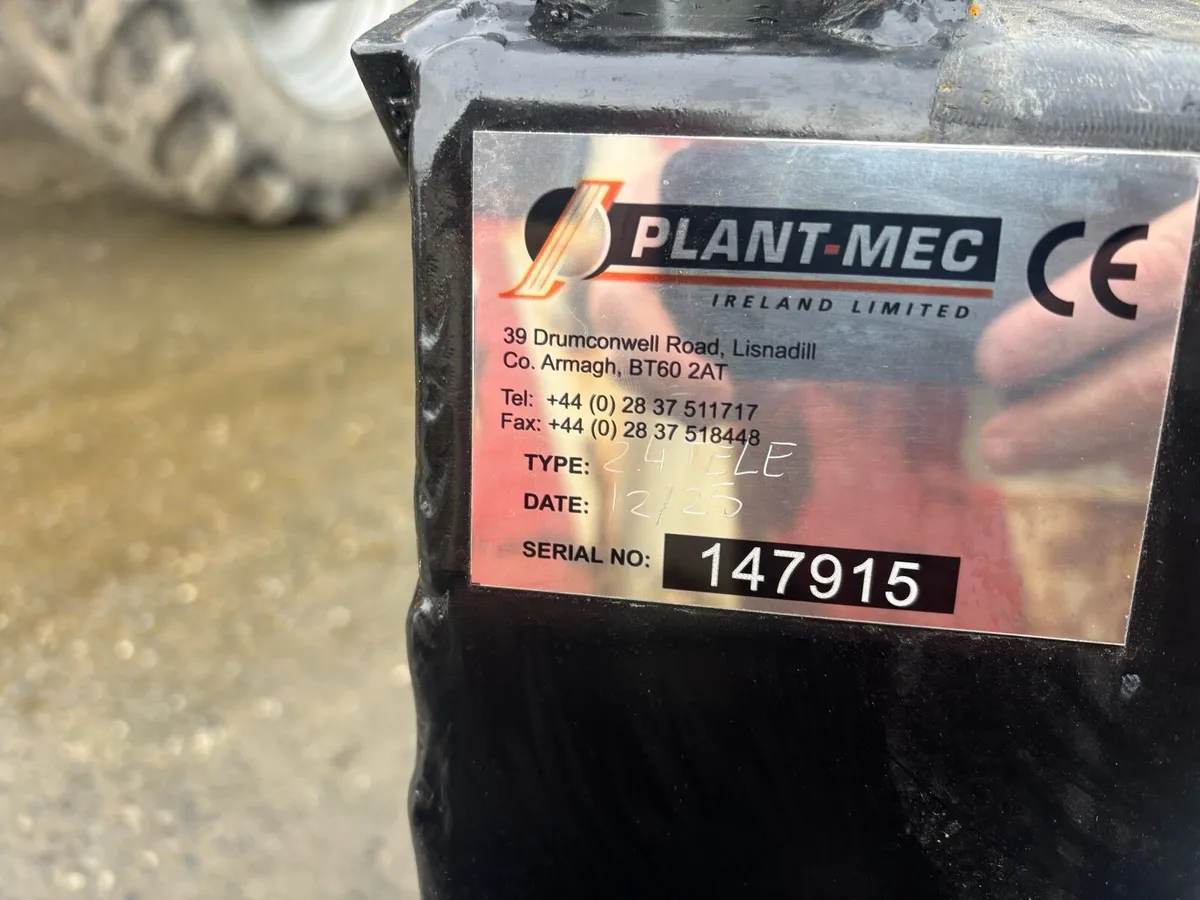 PLANT-MEC
IRELAND LIMITED
CE
39 Drumconwell Road, Lisnadill
Co. Armagh, BT60 2AT
Tel: +44 (0) 28 37 511717
Fax: +44 (0) 28 37 518448
TYPE: 2.4 TELE
DATE: 12/25
SERIAL NO: 147915